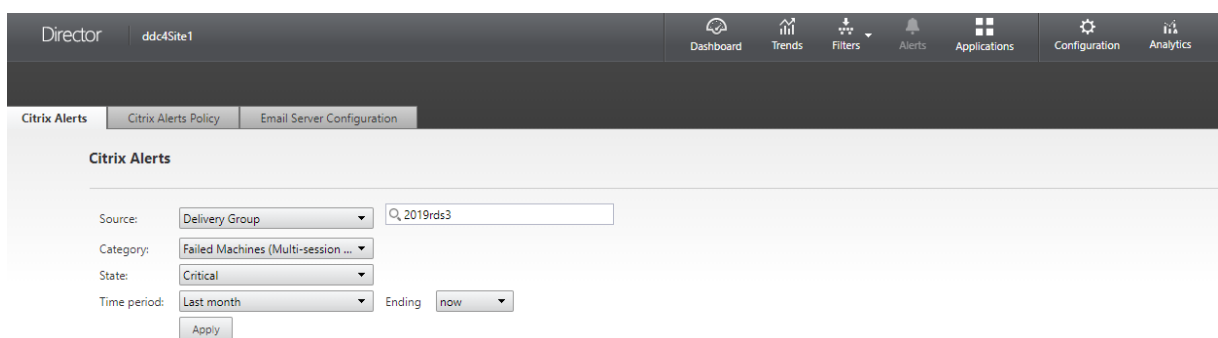 Director ddc4Site1 Dashboard Trends Filters Alerts Applications Configuration Analytics
Citrix Alerts Citrix Alerts Policy Email Server Configuration
Citrix Alerts
Source: Delivery Group 2019rds3
Category: Failed Machines (Multi-session ...
State: Critical
Time period: Last month Ending now
Apply